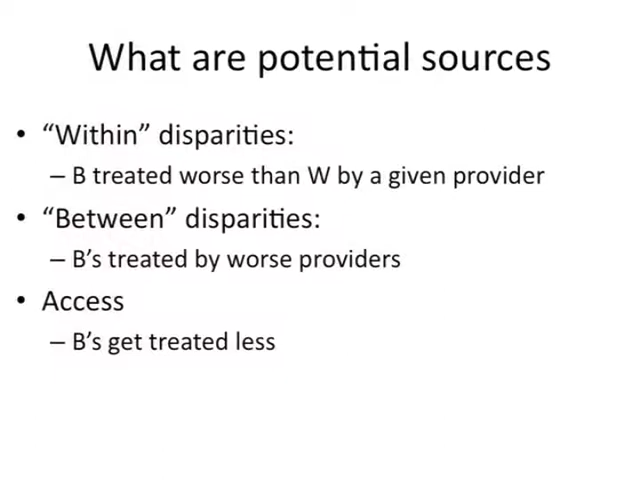 What are potential sources
• “Within” disparities:
– B treated worse than W by a given provider
• “Between” disparities:
– B’s treated by worse providers
• Access
– B’s get treated less